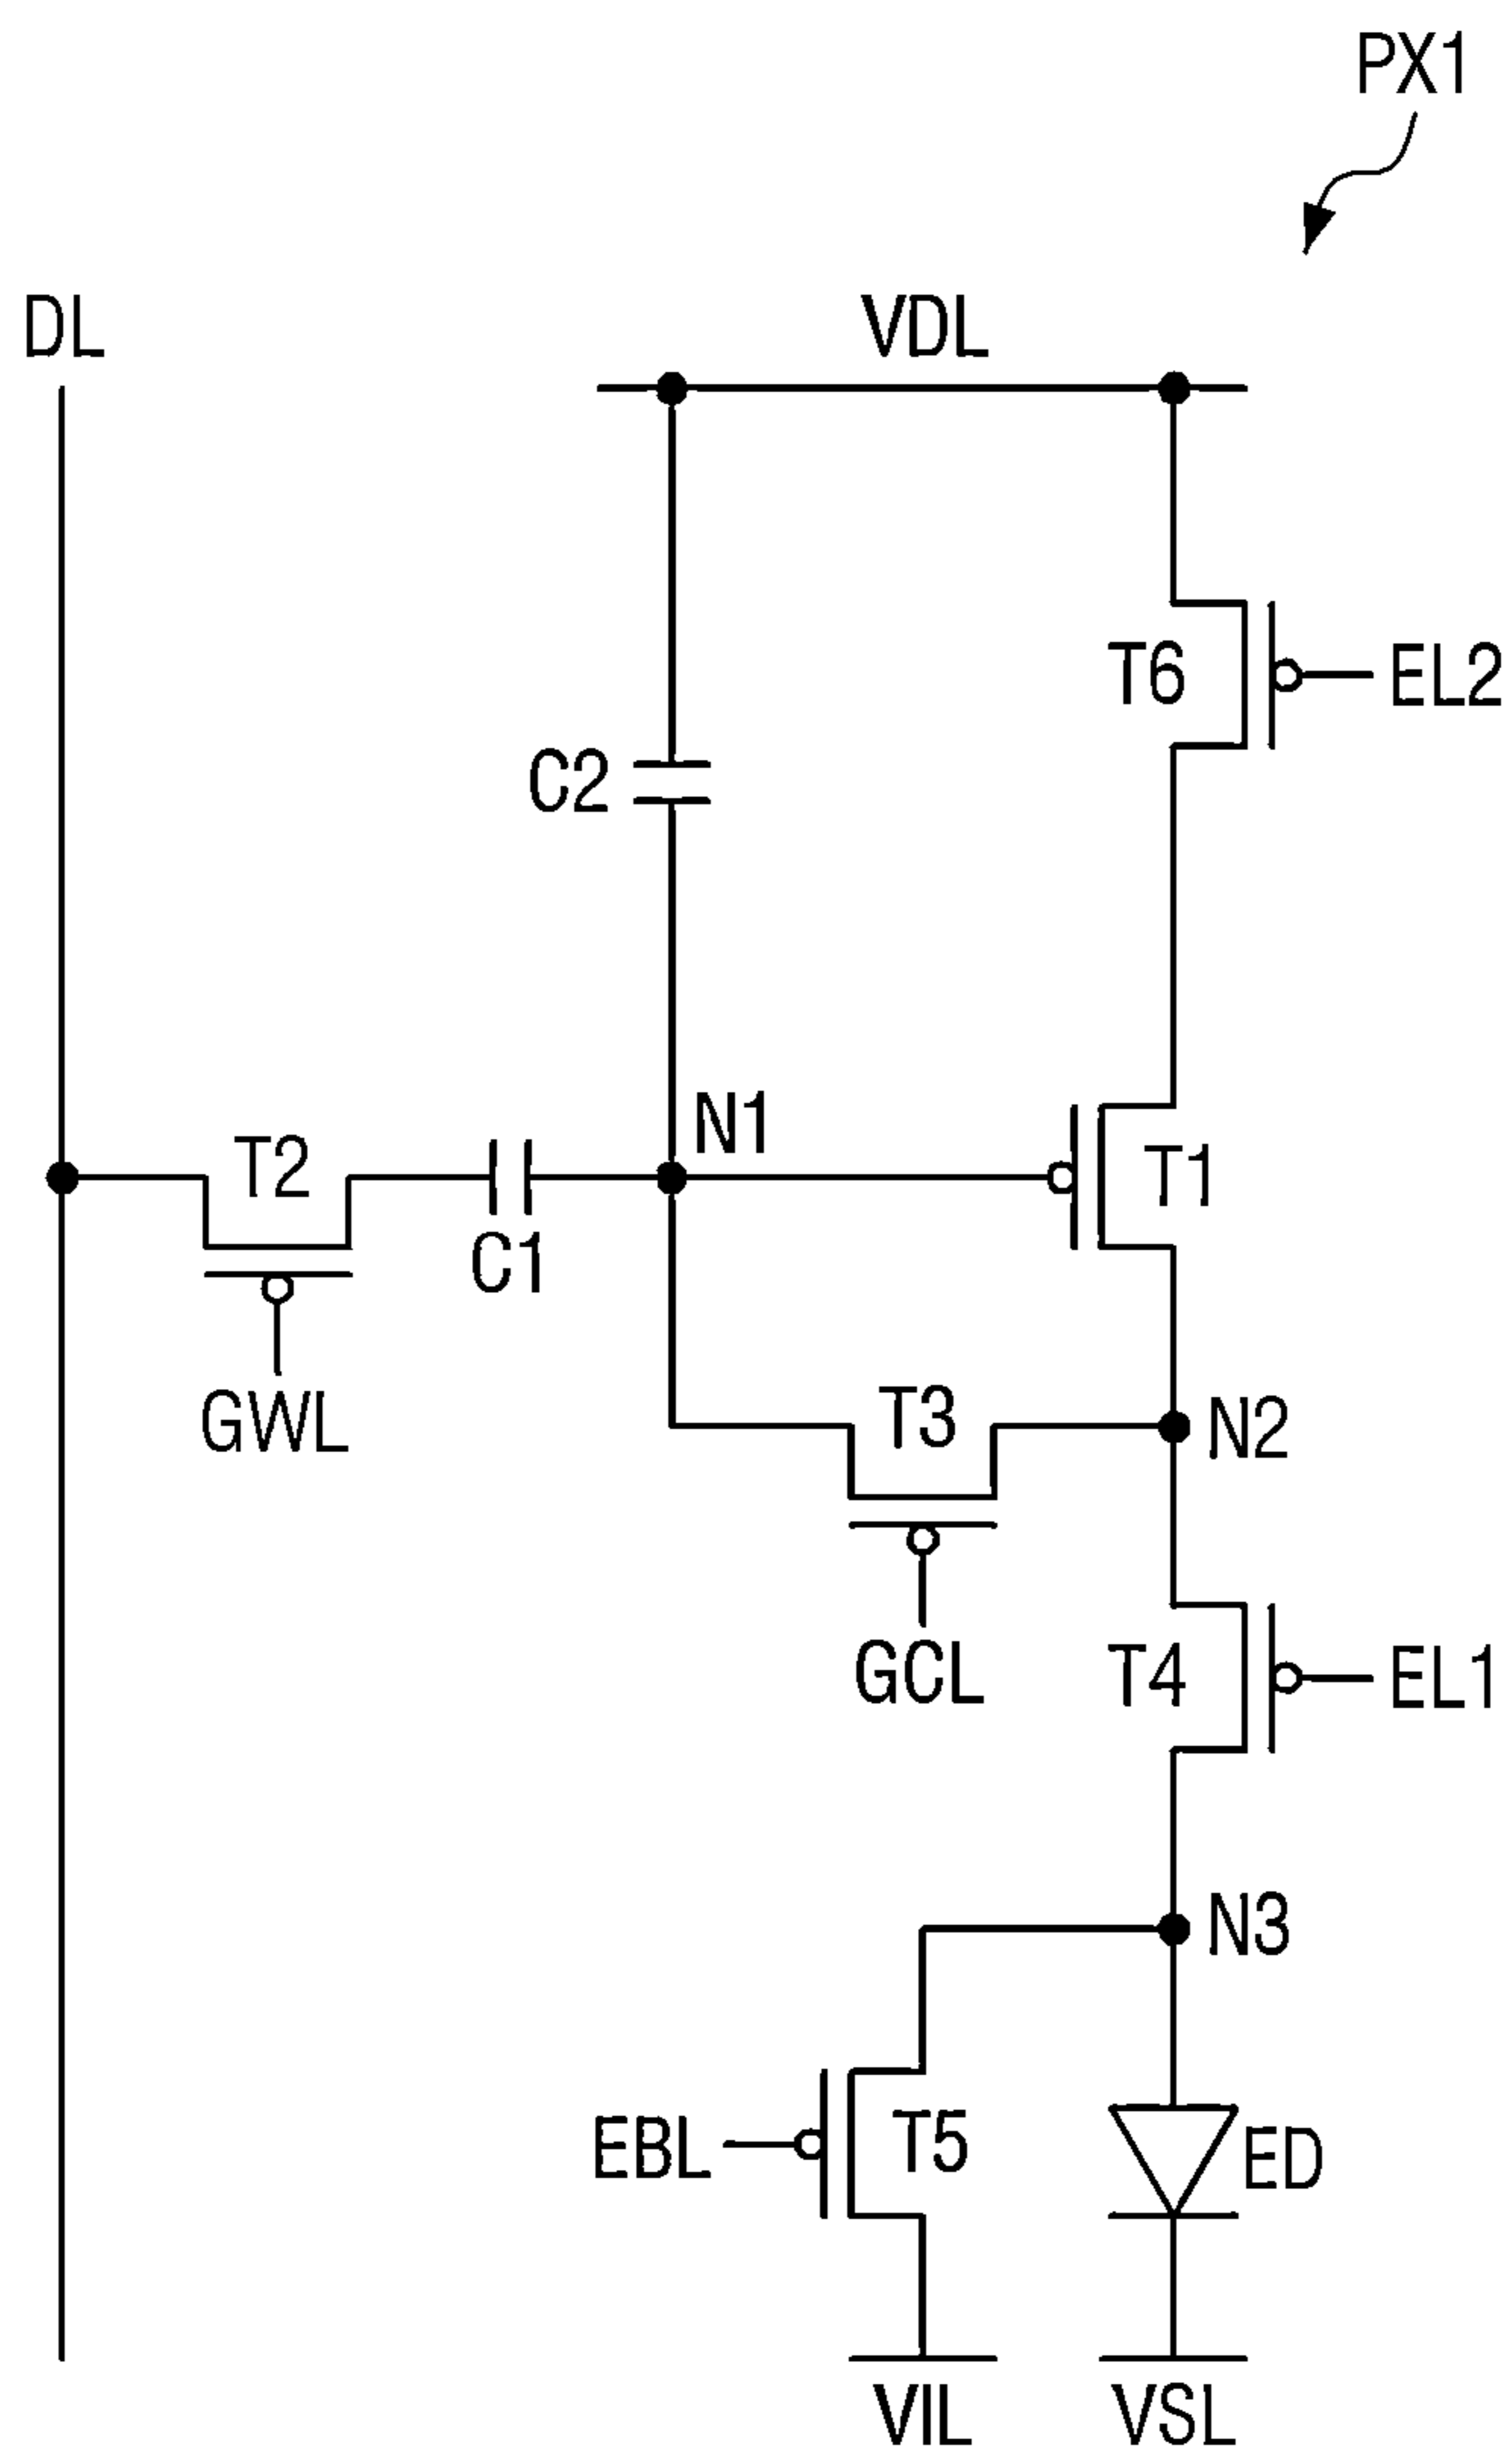 PX1
DL
VDL
T6
EL2
C2
N1
T2
T1
C1
GWL
T3
N2
GCL
T4
EL1
N3
EBL
T5
ED
VIL
VSL